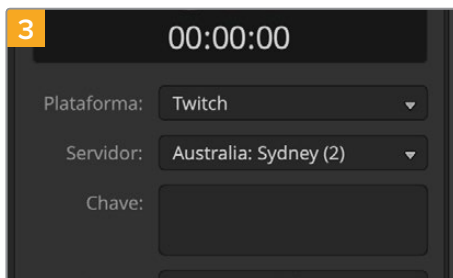 3
00:00:00
Plataforma: Twitch
Servidor: Australia: Sydney (2)
Chave: